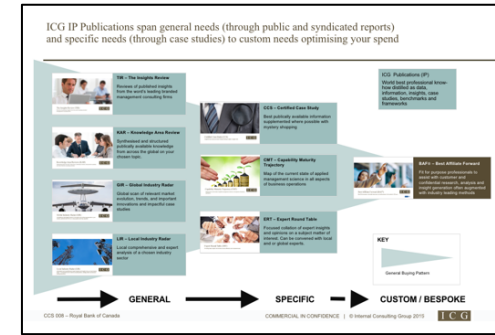 ICG IP Publications span general needs (through public and syndicated reports)
and specific needs (through case studies) to custom needs optimising your spend
TIR – The Insights Review
Reviews of published insights
from the world's leading branded
management consulting firms
KAR – Knowledge Area Review
Synthesised and structured
publically available knowledge
from across the global on your
chosen topic.
GIR – Global Industry Radar
Global scan of relevant market
evolution, trends, and important
innovations and impactful case
studies
LIR – Local Industry Radar
Local comprehensive and expert
analysis of a chosen industry
sector
CCS – Certified Case Study
Best publically available information
supplemented where possible with
mystery shopping
CMT – Capability Maturity
Trajectory
Map of the current state of applied
management science in all aspects
of business operations
ERT – Expert Round Table
Focused collation of expert insights
and opinions on a subject matter of
interest. Can be convened with local
and or global experts.
ICG Publications (IP)
World best professional know-
how distilled as data,
information, insights, case
studies, benchmarks and
frameworks
– Best Affiliate Forward
Fit for purpose professionals to
assist with customer and
confidential research, analysis and
insight generation often augmented
with industry leading methods
KEY
General Buying Pattern
GENERAL
SPECIFIC
CUSTOM / BESPOKE
CCS 008 – Royal Bank of Canada
COMMERCIAL IN CONFIDENCE | © Internet Consulting Group 2015
ICG